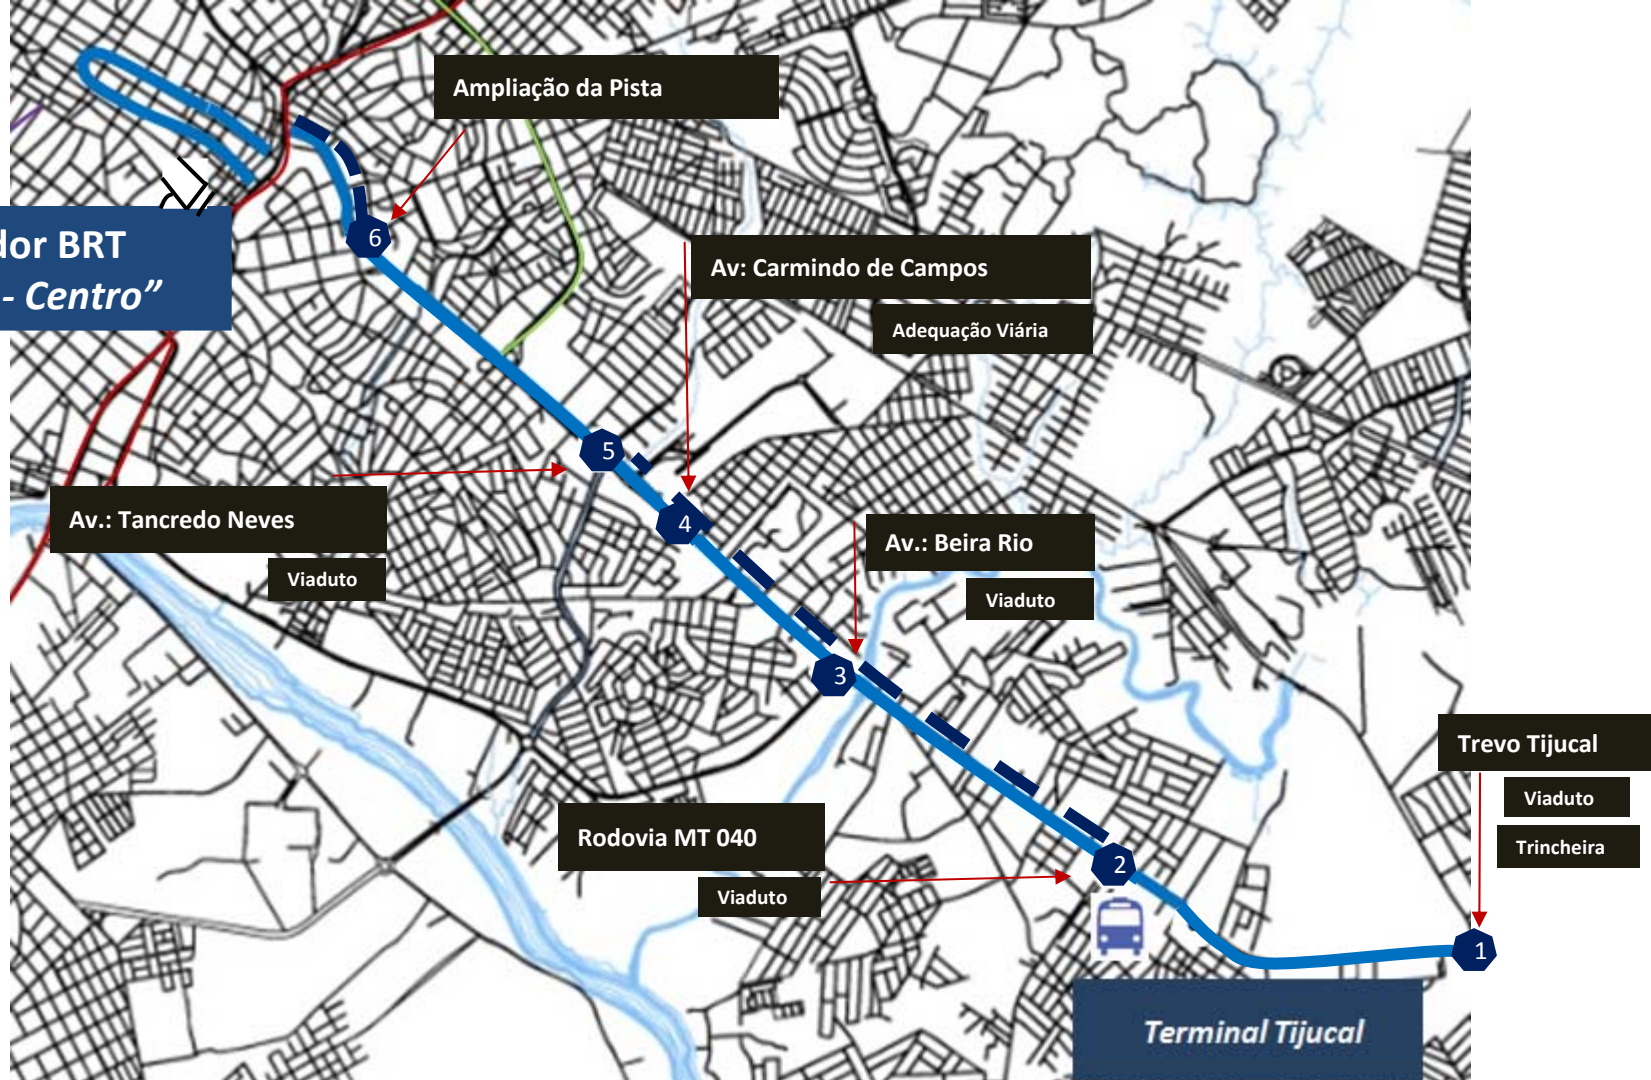 Ampliação da Pista
6
dor BRT
- Centro”
Av: Carmindo de Campos
Adequação Viária
5
Av.: Tancredo Neves
Viaduto
4
Av.: Beira Rio
Viaduto
3
Trevo Tijucal
Viaduto
Trincheira
Rodovia MT 040
Viaduto
2
1
Terminal Tijucal